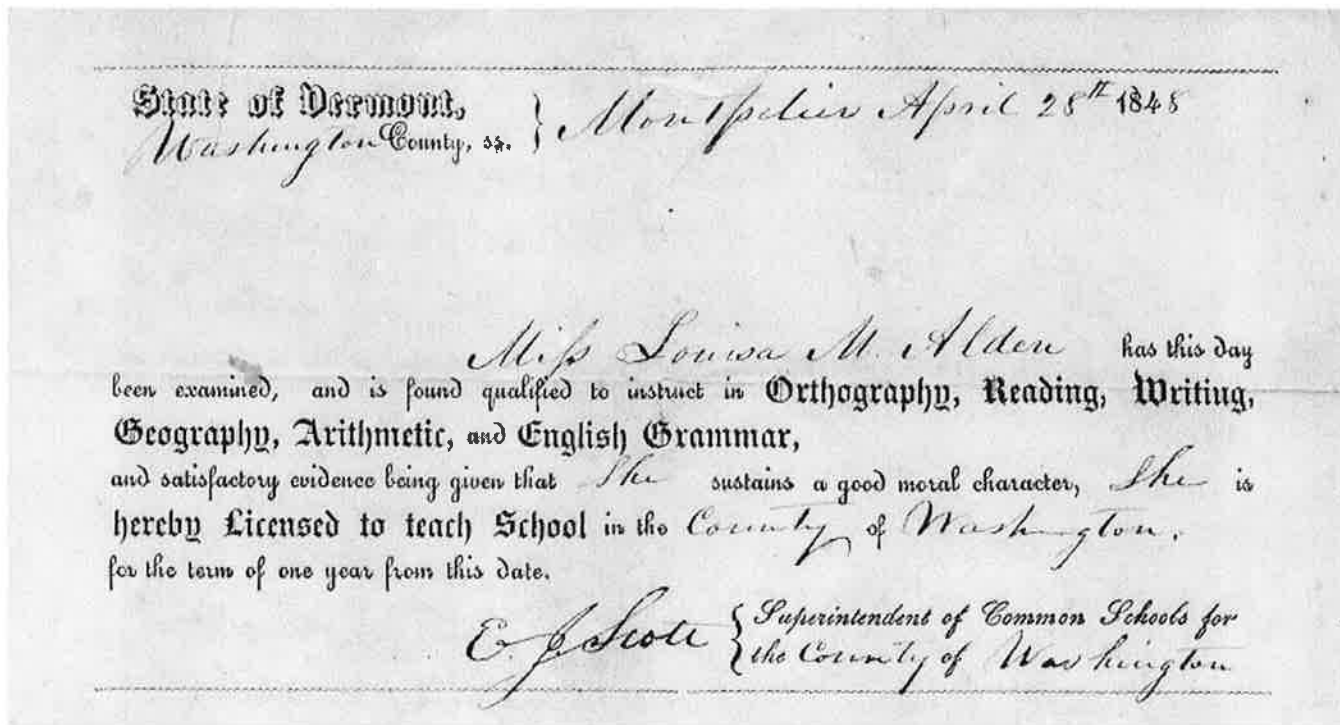 State of Vermont, } Montpelier April 28th 1848
Washington County, ss.
Miss Louisa M. Alden has this day
been examined, and is found qualified to instruct in Orthography, Reading, Writing,
Geography, Arithmetic, and English Grammar,
and satisfactory evidence being given that She sustains a good moral character, She is
hereby Licensed to teach School in the County of Washington.
for the term of one year from this date.
E. J. Scott { Superintendent of Common Schools for
the County of Washington